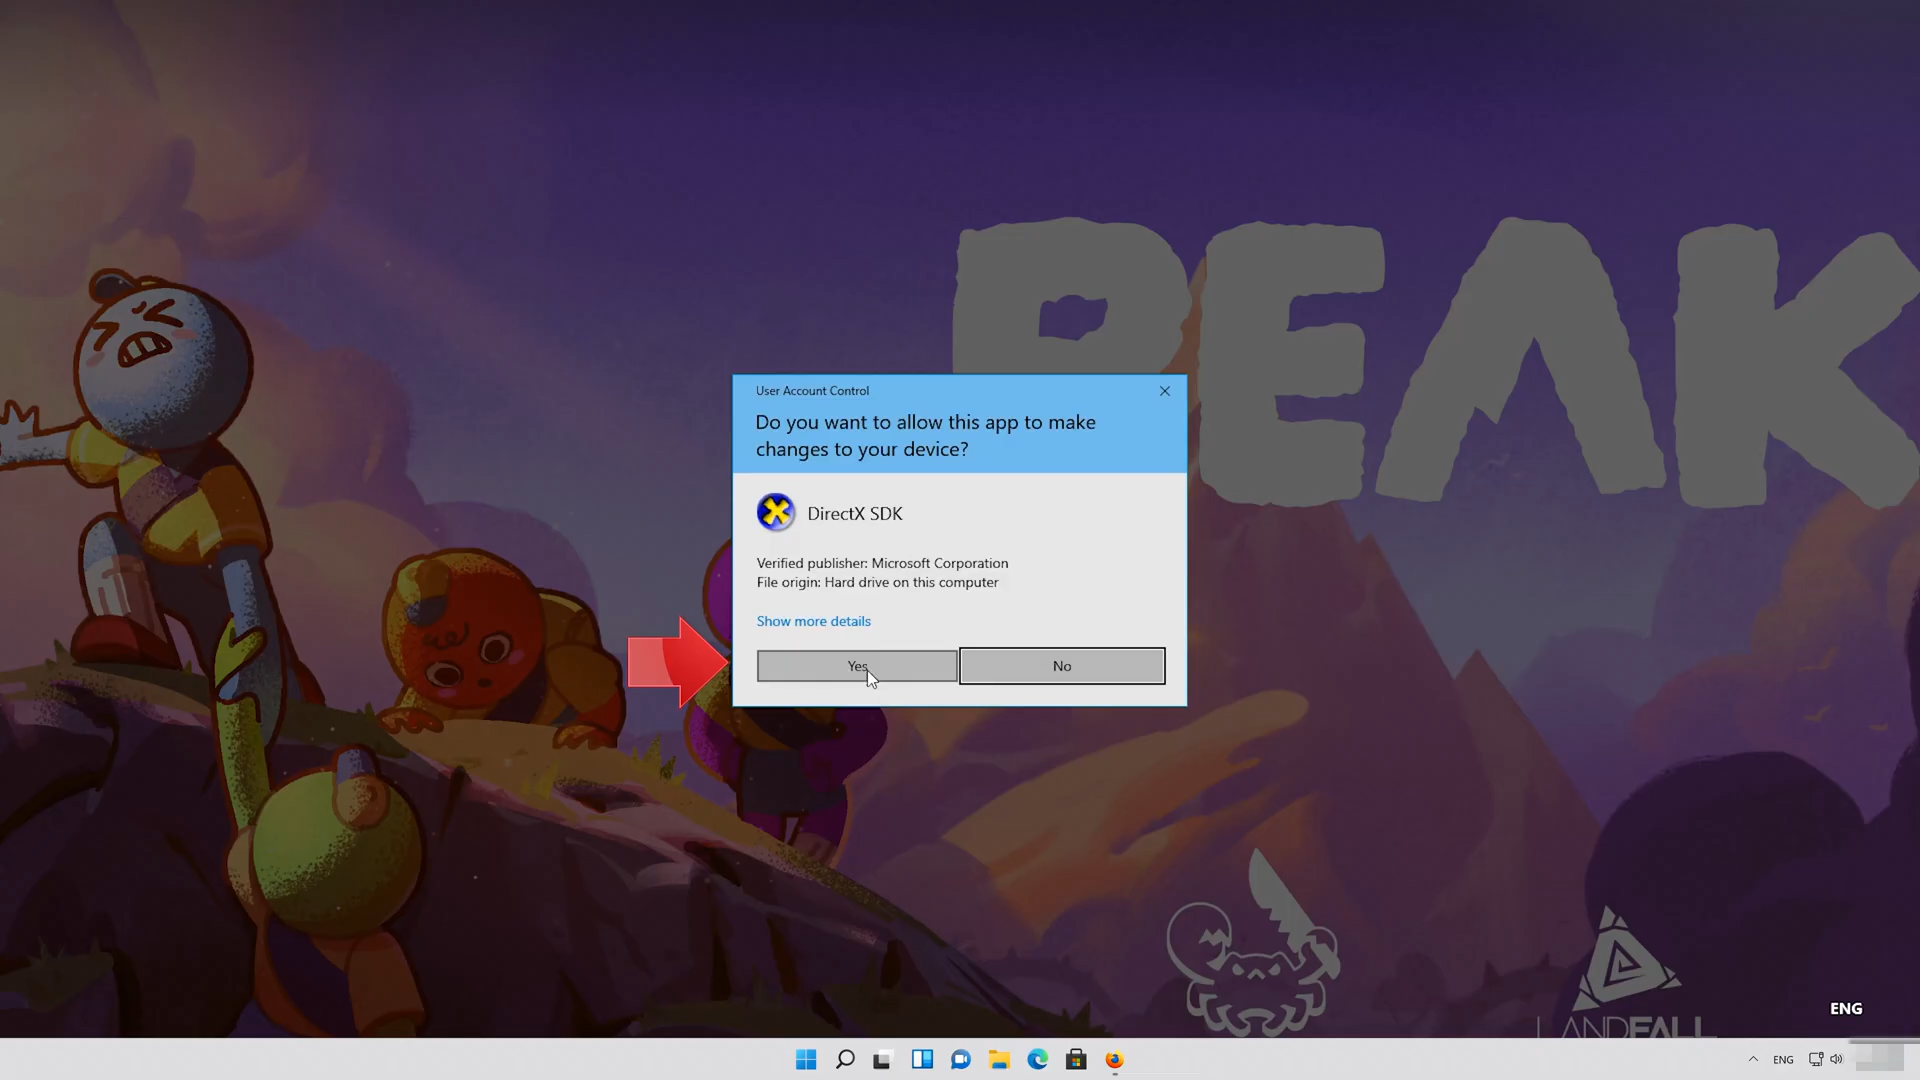 PEAK
User Account Control
Do you want to allow this app to make
changes to your device?
DirectX SDK
Verified publisher: Microsoft Corporation
File origin: Hard drive on this computer
Show more details
Yes
No
LANDFALL
ENG
ENG